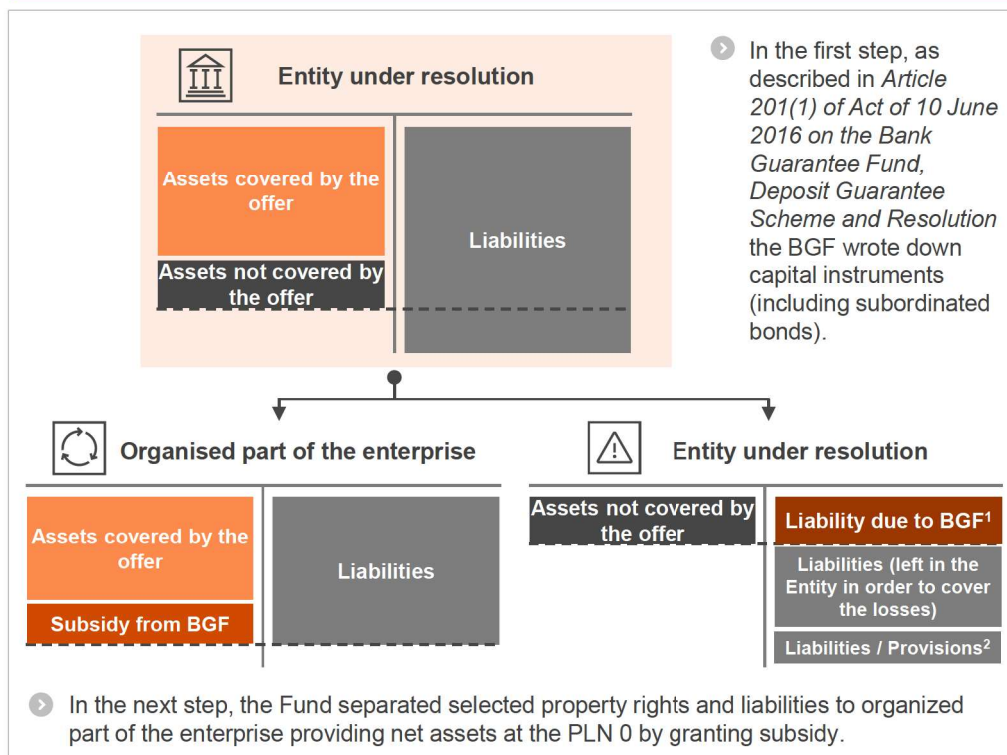 Entity under resolution
Assets covered by the
offer
Assets not covered by
the offer
Liabilities
In the first step, as
described in Article
201(1) of Act of 10 June
2016 on the Bank
Guarantee Fund,
Deposit Guarantee
Scheme and Resolution
the BGF wrote down
capital instruments
(including subordinated
bonds).
Organised part of the enterprise
Assets covered by the
offer
Subsidy from BGF
Liabilities
Entity under resolution
Assets not covered by
the offer
Liability due to BGF¹
Liabilities (left in the
Entity in order to cover
the losses)
Liabilities / Provisions²
In the next step, the Fund separated selected property rights and liabilities to organized
part of the enterprise providing net assets at the PLN 0 by granting subsidy.